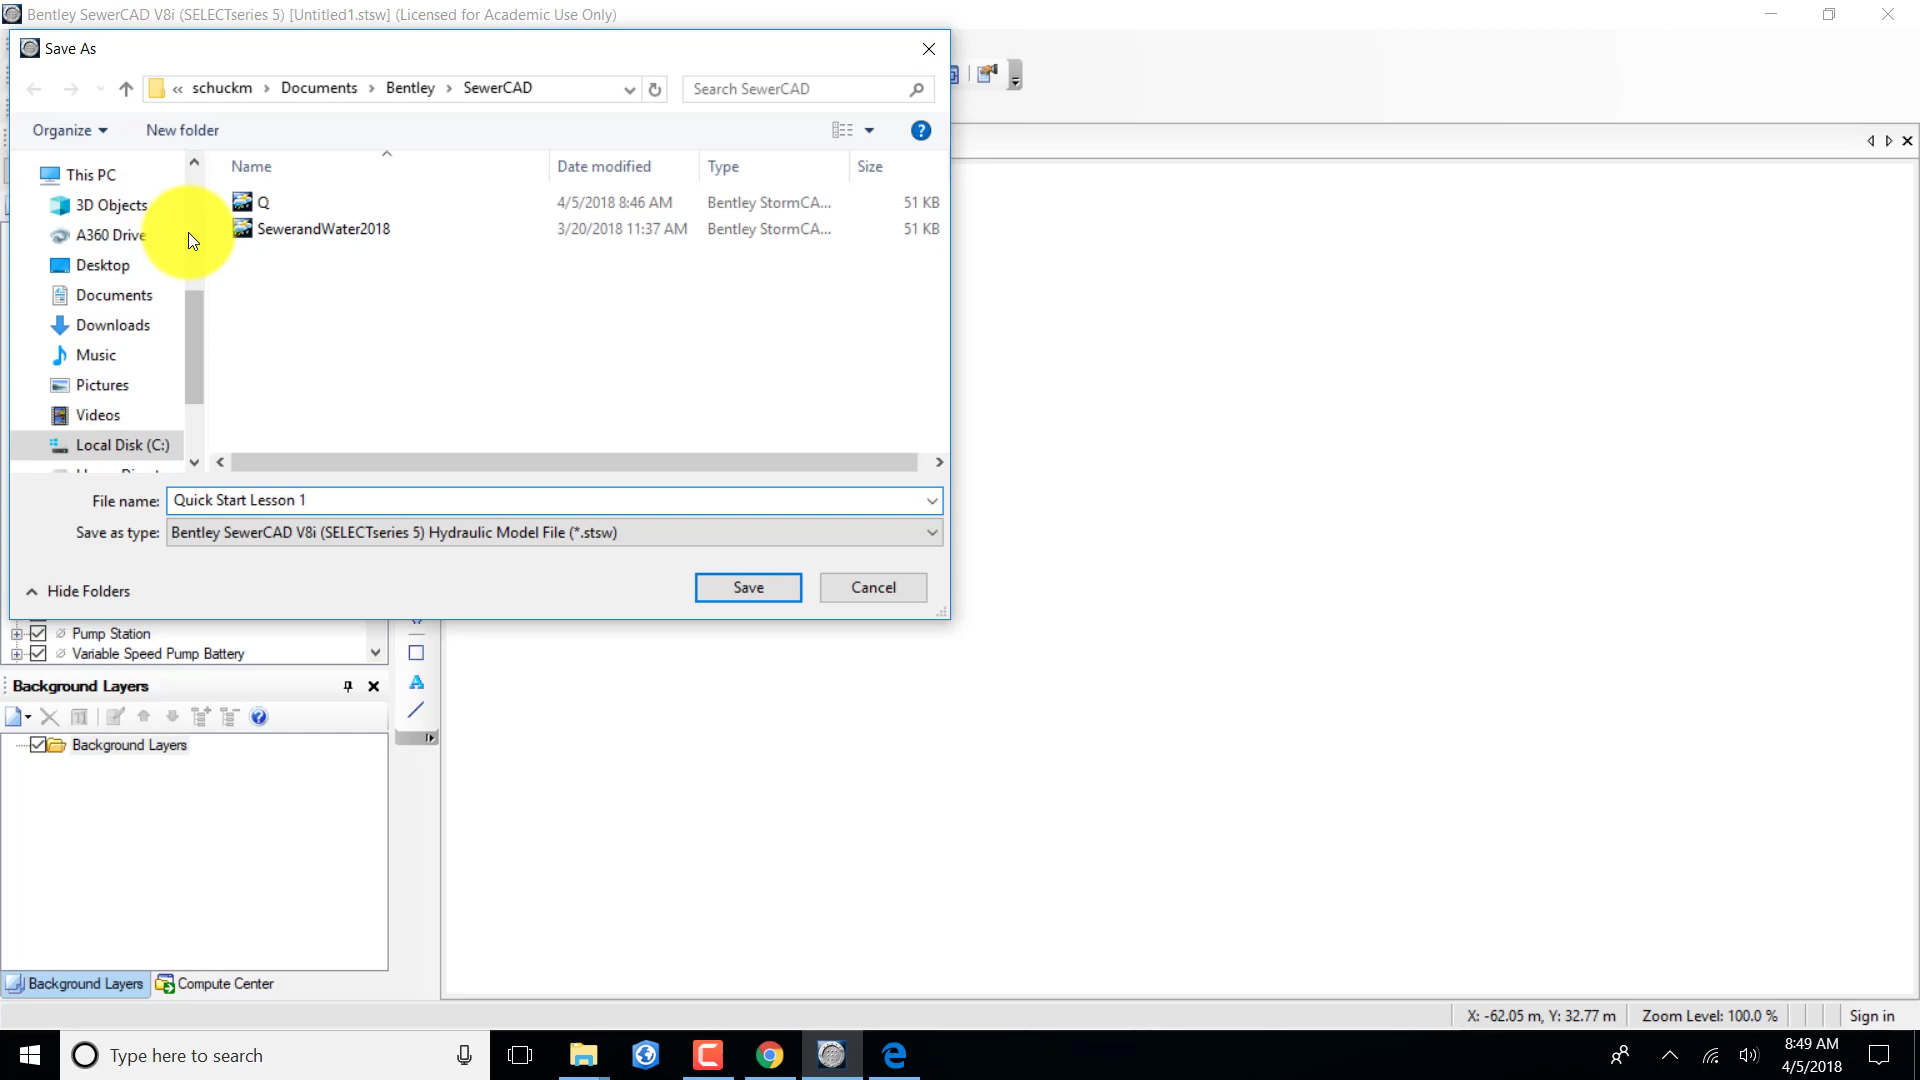 Bentley SewerCAD V8i (SELECTseries 5) [Untitled1.stsw] (Licensed for Academic Use Only)
Save As
« schuckm › Documents › Bentley › SewerCAD
Search SewerCAD
Organize
New folder
Name
Date modified
Type
Size
This PC
3D Objects
A360 Drive
Desktop
Documents
Downloads
Music
Pictures
Videos
Local Disk (C:)
Q 4/5/2018 8:46 AM Bentley StormCA... 51 KB
SewerandWater2018 3/20/2018 11:37 AM Bentley StormCA... 51 KB
File name: Quick Start Lesson 1
Save as type: Bentley SewerCAD V8i (SELECTseries 5) Hydraulic Model File (*.stsw)
Hide Folders
Save
Cancel
Pump Station
Variable Speed Pump Battery
Background Layers
Background Layers
Background Layers
Compute Center
X: -62.05 m, Y: 32.77 m
Zoom Level: 100.0 %
Sign in
Type here to search
8:49 AM
4/5/2018